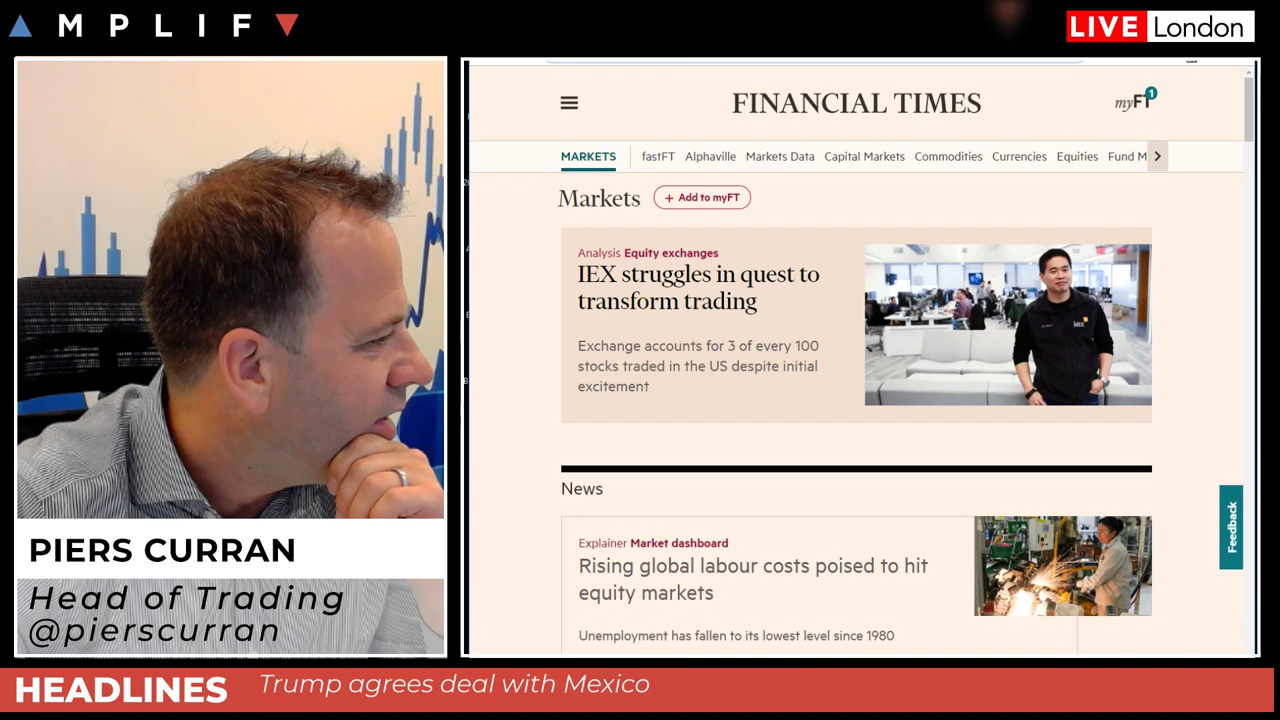 MPLIF
LIVE London
FINANCIAL TIMES
myFT
1
MARKETS fastFT Alphaville Markets Data Capital Markets Commodities Currencies Equities Fund M
Markets
+ Add to myFT
Analysis Equity exchanges
IEX struggles in quest to
transform trading
Exchange accounts for 3 of every 100
stocks traded in the US despite initial
excitement
iex
News
Explainer Market dashboard
Rising global labour costs poised to hit
equity markets
Unemployment has fallen to its lowest level since 1980
Feedback
PIERS CURRAN
Head of Trading
@pierscurran
HEADLINES Trump agrees deal with Mexico